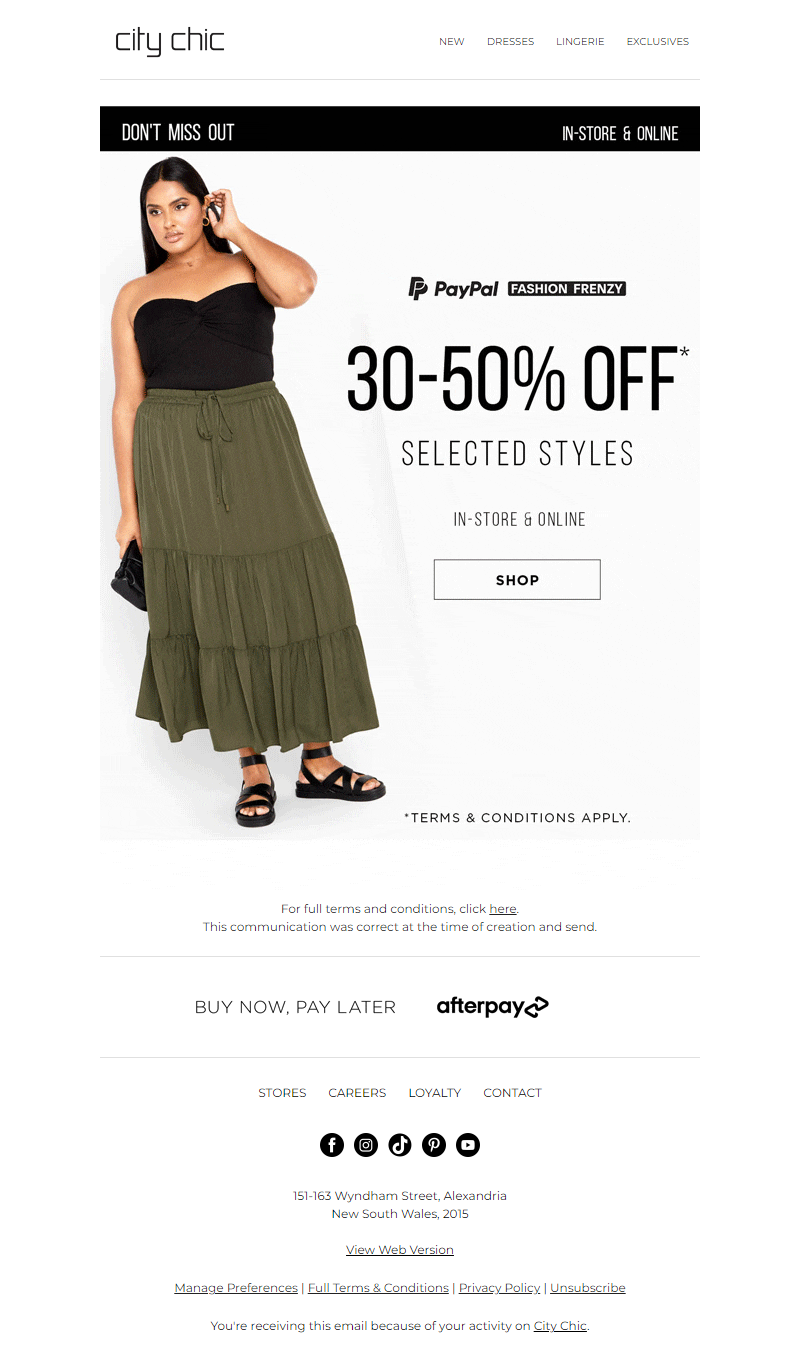 city chic
NEW DRESSES LINGERIE EXCLUSIVES
DON'T MISS OUT IN-STORE & ONLINE
PayPal FASHION FRENZY
30-50% OFF*
SELECTED STYLES
IN-STORE & ONLINE
SHOP
*TERMS & CONDITIONS APPLY.
For full terms and conditions, click here.
This communication was correct at the time of creation and send.
BUY NOW, PAY LATER afterpay
STORES CAREERS LOYALTY CONTACT
151-163 Wyndham Street, Alexandria
New South Wales, 2015
View Web Version
Manage Preferences | Full Terms & Conditions | Privacy Policy | Unsubscribe
You're receiving this email because of your activity on City Chic.